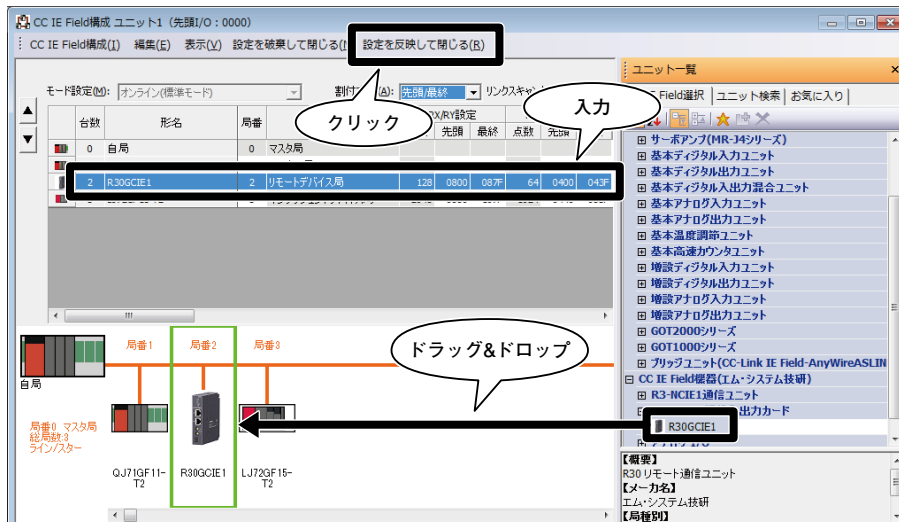 CC IE Field構成 ユニット1（先頭I/O：0000）
CC IE Field構成(I) 編集(E) 表示(V) 設定を破棄して閉じる 設定を反映して閉じる(R)
モード設定(M): オンライン(標準モード) 先頭/最終
クリック
入力
台数 形名 局番 X/RY設定
先頭 最終 点数 先頭
0 自局 0 マスタ局
2 R30GCIE1 2 リモートデバイス局 128 0800 087F 64 0400 043F
ユニット一覧
Field選択 ユニット検索 お気に入り
サーボアンプ(MR-J4シリーズ)
基本ディジタル入力ユニット
基本ディジタル出力ユニット
基本ディジタル入出力混合ユニット
基本アナログ入力ユニット
基本アナログ出力ユニット
基本温度調節ユニット
基本高速カウンタユニット
増設ディジタル入力ユニット
増設ディジタル出力ユニット
増設アナログ入力ユニット
増設アナログ出力ユニット
GOT2000シリーズ
GOT1000シリーズ
ブリッジユニット(CC-Link IE Field-AnyWireASLIN
CC IE Field機器(エム・システム技研)
R3-NCIE1通信ユニット
出力カード
R30GCIE1
【概要】
R30 リモート通信ユニット
【メーカ名】
エム・システム技研
【局種別】
ドラッグ&ドロップ
局番1 局番2 局番3
自局
局番0 マスタ局
総局数:3
ライン/スター
QJ71GF11-
T2
R30GCIE1
LJ72GF15-
T2